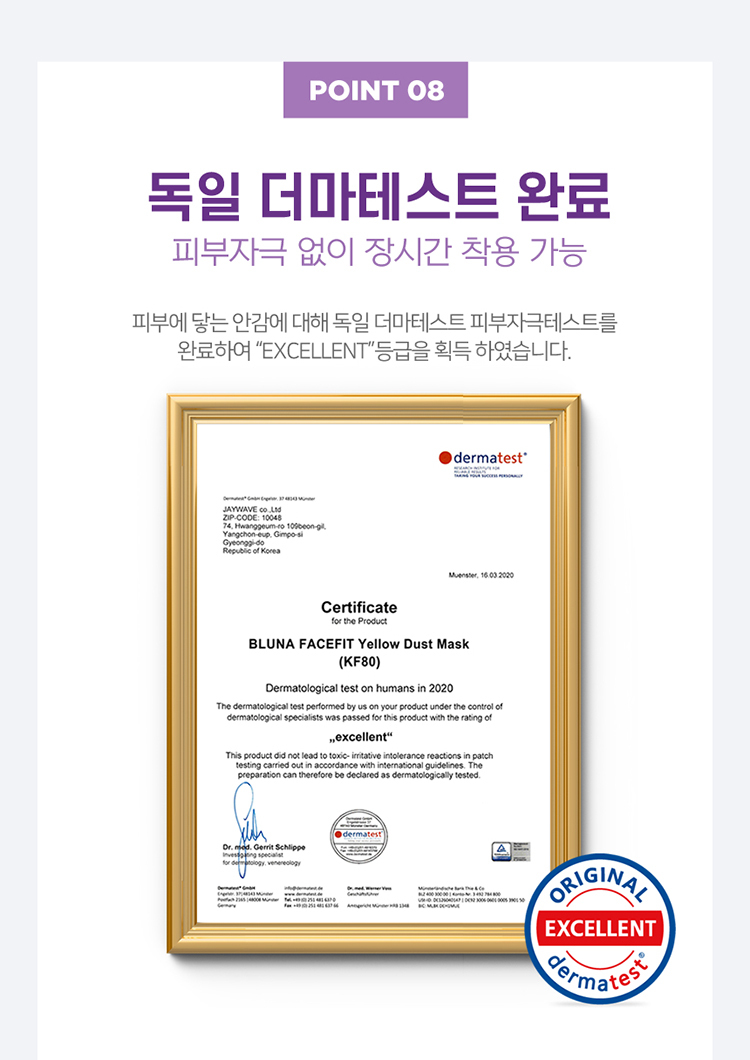 POINT 08
독일 더마테스트 완료
피부자극 없이 장시간 착용 가능
피부에 닿는 안감에 대해 독일 더마테스트 피부자극테스트를
완료하여 “EXCELLENT”등급을 획득 하였습니다.
dermatest®
RESEARCH INSTITUTE FOR
RELIABLE RESULTS
TAKING YOUR SUCCESS PERSONALLY
Dermatest® GmbH Engelstr. 37 48143 Münster
JAYWAVE co.,Ltd
ZIP-CODE: 10048
74, Hwanggeum-ro 109beon-gil,
Yangchon-eup, Gimpo-si
Gyeonggi-do
Republic of Korea
Muenster, 16.03.2020
Certificate
for the Product
BLUNA FACEFIT Yellow Dust Mask
(KF80)
Dermatological test on humans in 2020
The dermatological test performed by us on your product under the control of
dermatological specialists was passed for this product with the rating of
„excellent“
This product did not lead to toxic- irritative intolerance reactions in patch
testing carried out in accordance with international guidelines. The
preparation can therefore be declared as dermatologically tested.
Dr. med. Gerrit Schlippe
Investigating specialist
for dermatology, venereology
dermatest®
Dermatest® GmbH
Engelstr. 37|48143 Münster
Postfach 2165|48008 Münster
Germany
info@dermatest.de
www.dermatest.de
Tel. +49 (0) 251 481 637 0
Fax +49 (0) 251 481 637 66
Dr. med. Werner Voss
Geschäftsführer
Amtsgericht Münster HRB 1348
Münsterländische Bank Thie & Co
BLZ 400 300 00 | Konto Nr: 3 492 784 800
ORIGINAL
EXCELLENT
dermatest®